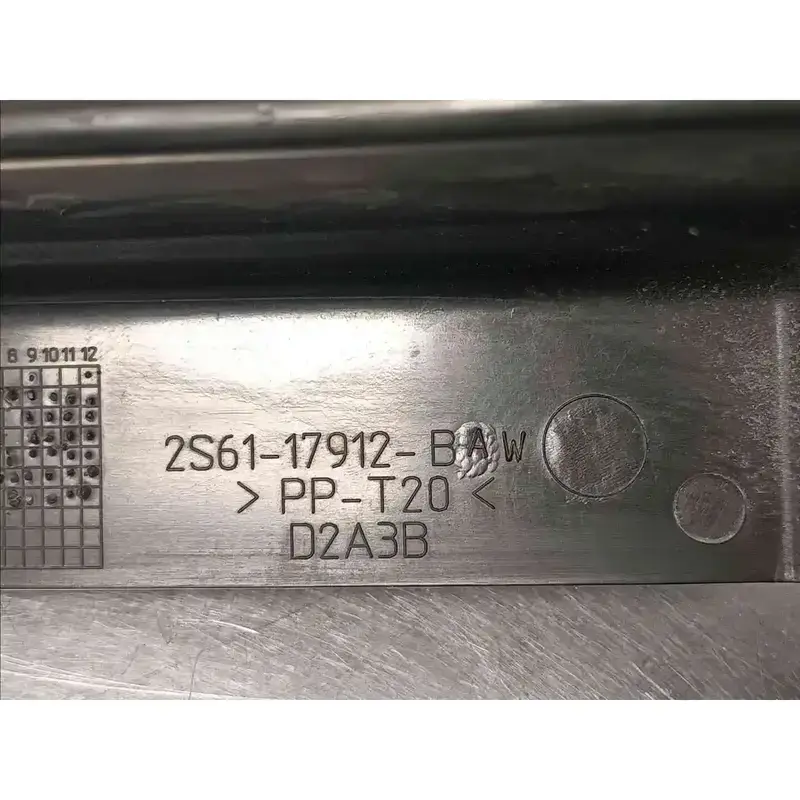 8 9 10 11 12
2S61-17912-BAW
>PP-T20<
D2A3B